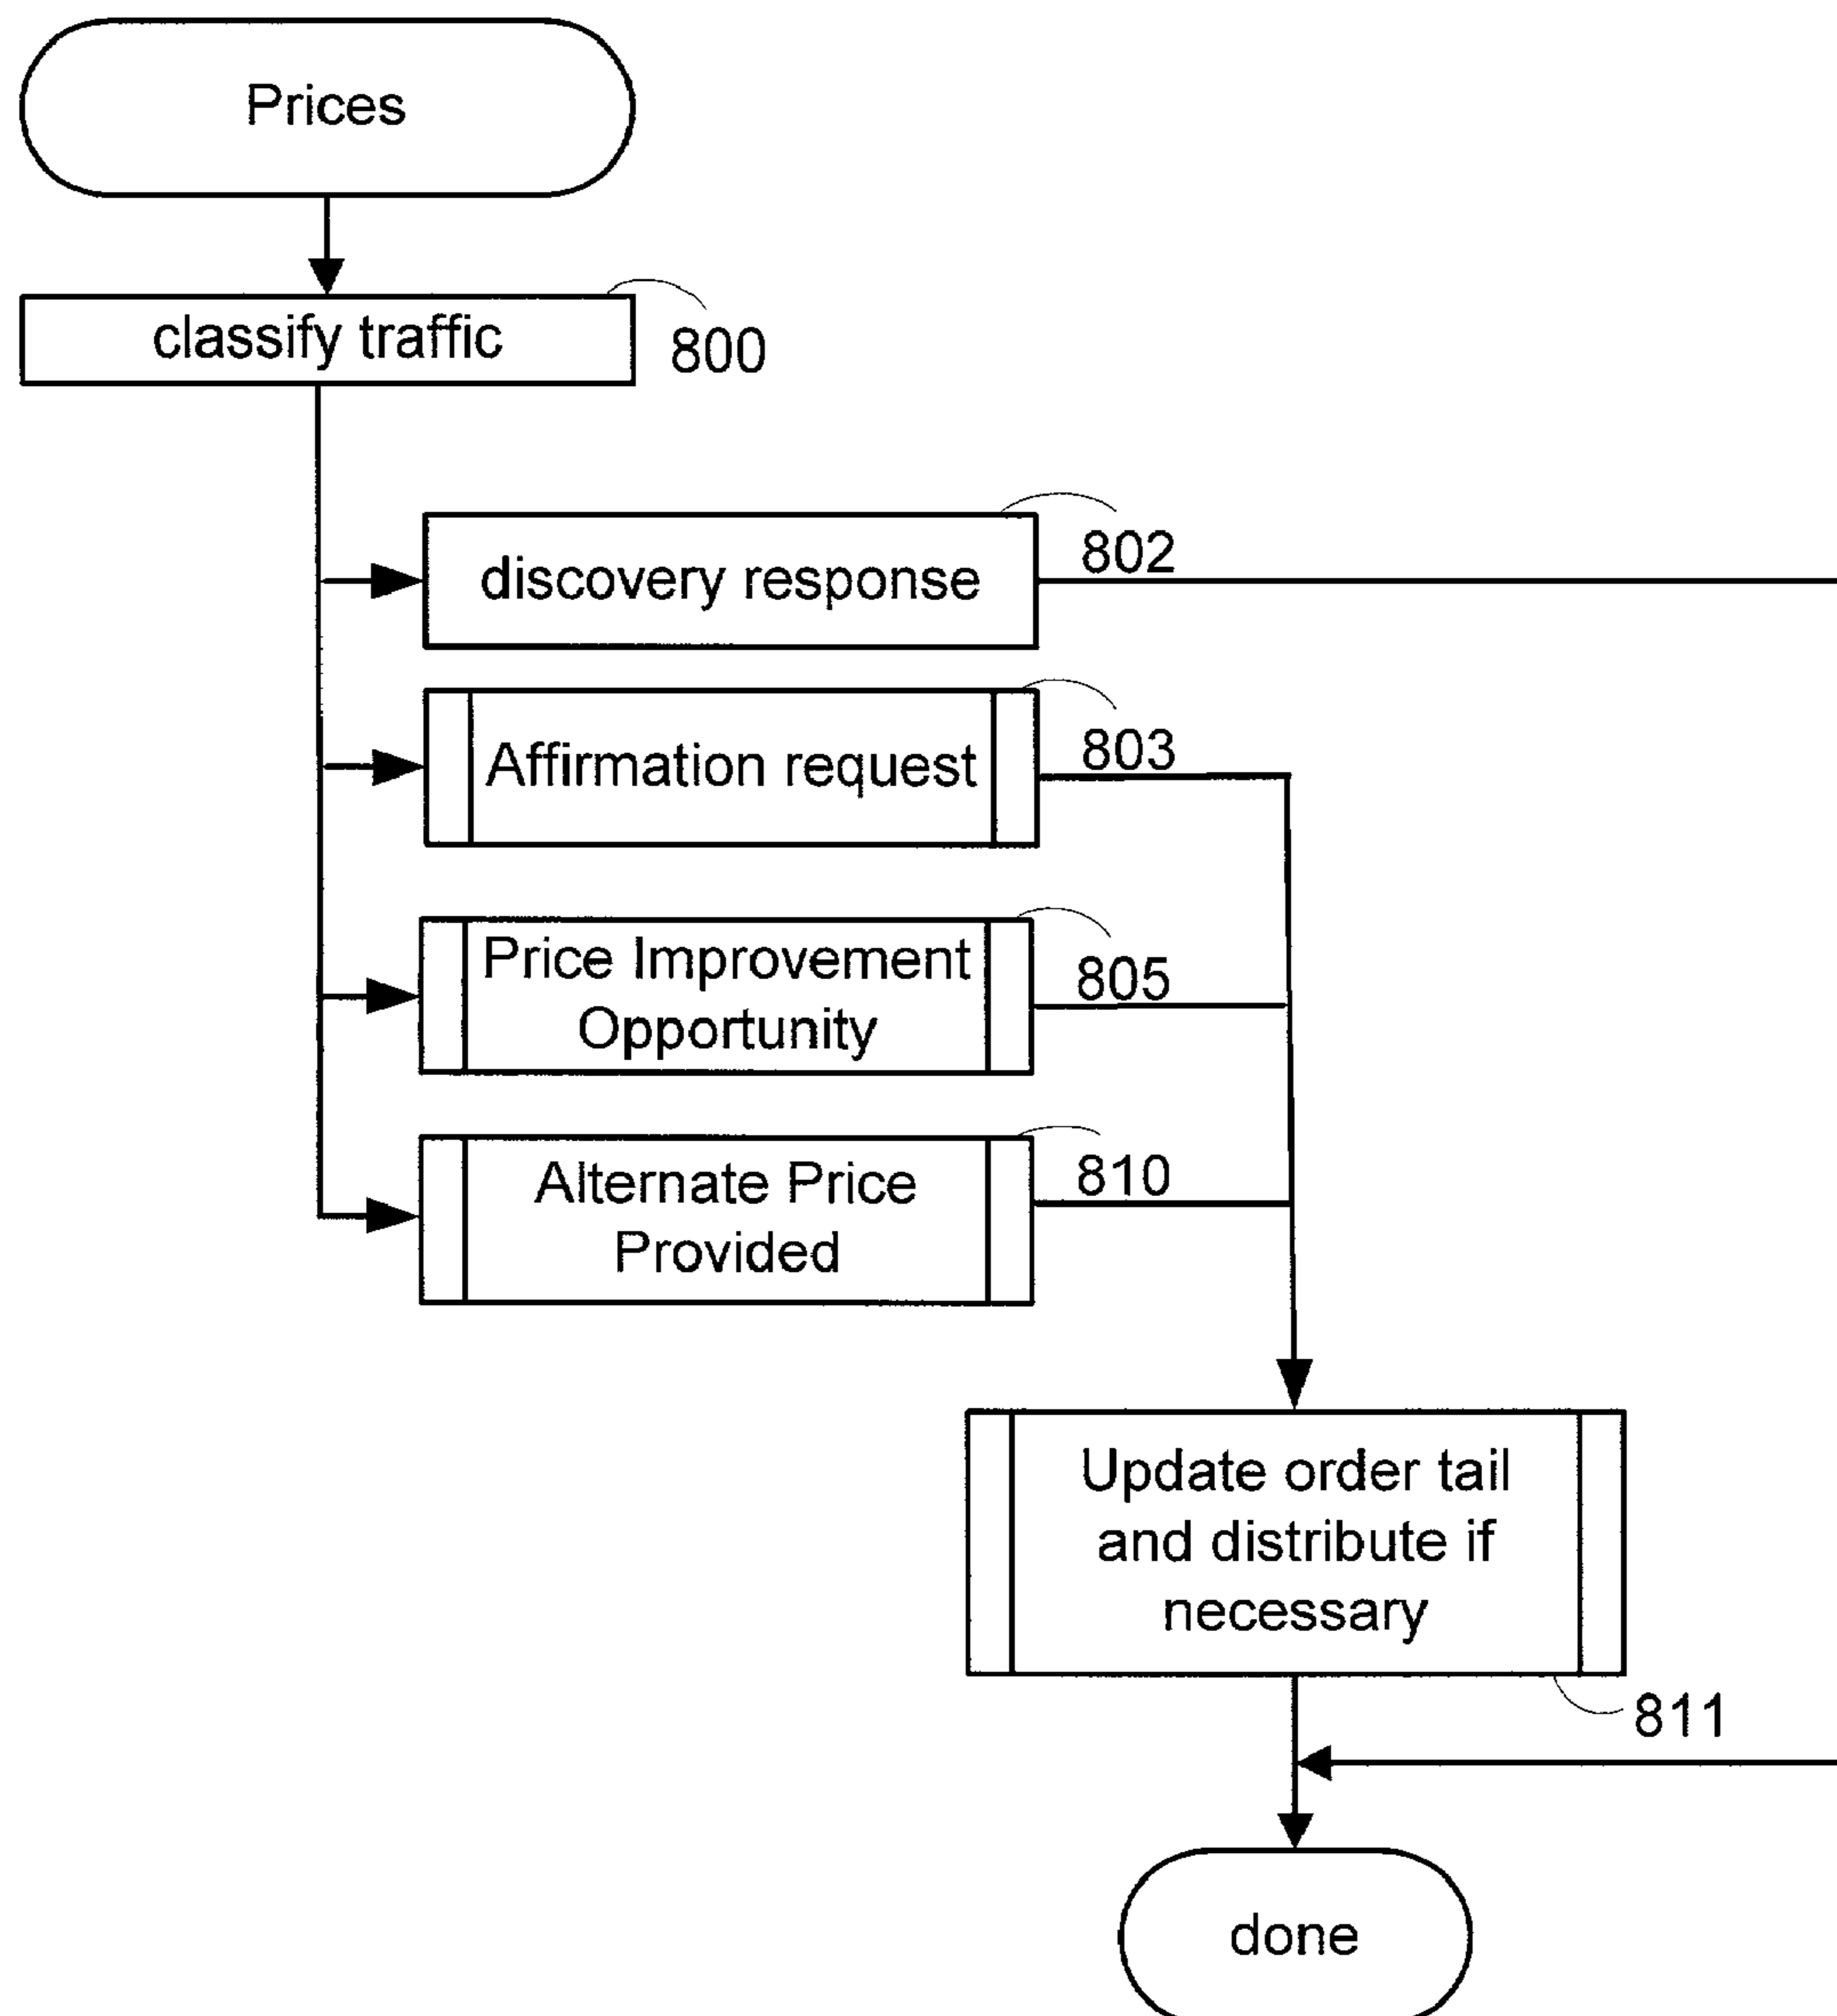 Prices
classify traffic
800
discovery response
802
Affirmation request
803
Price Improvement
Opportunity
805
Alternate Price
Provided
810
Update order tail
and distribute if
necessary
811
done